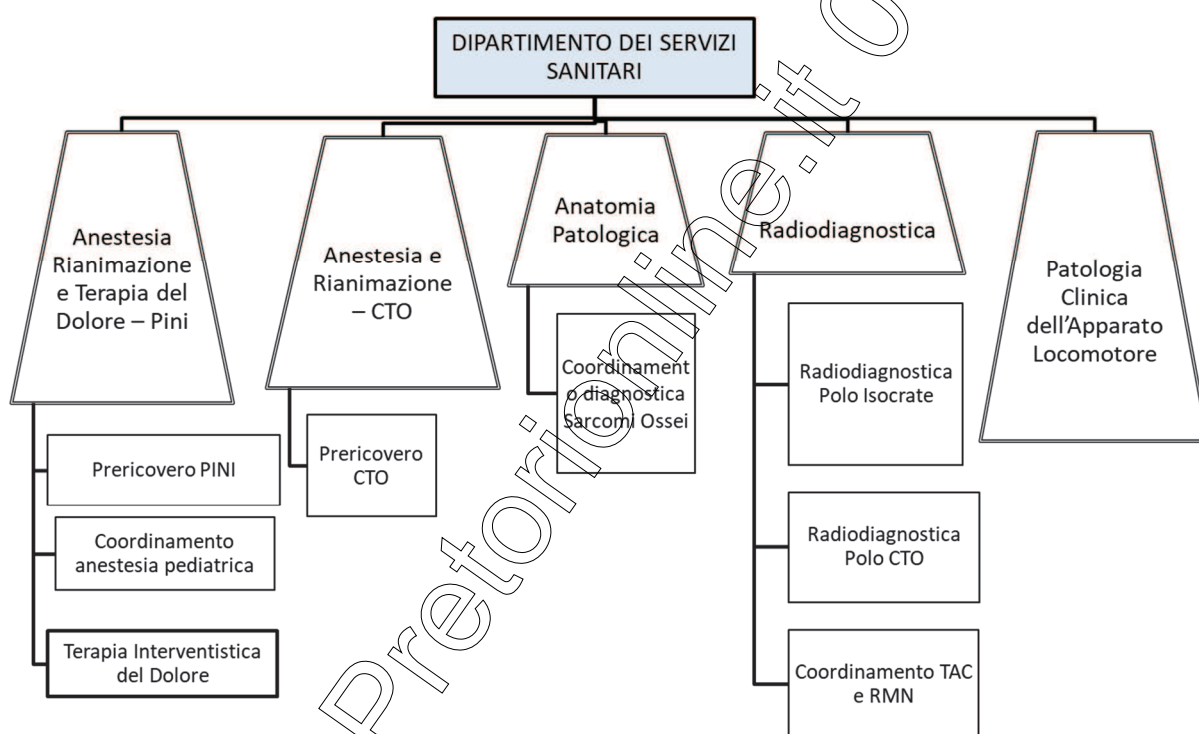 DIPARTIMENTO DEI SERVIZI
SANITARI
Anestesia
Rianimazione
e Terapia del
Dolore – Pini
Prericovero PINI
Coordinamento
anestesia pediatrica
Terapia Interventistica
del Dolore
Anestesia e
Rianimazione
– CTO
Prericovero
CTO
Anatomia
Patologica
Coordinament
o diagnostica
Sarcomi Ossei
Radiodiagnostica
Radiodiagnostica
Polo Isocrate
Radiodiagnostica
Polo CTO
Coordinamento TAC
e RMN
Patologia
Clinica
dell'Apparato
Locomotore
Pretorionline.it